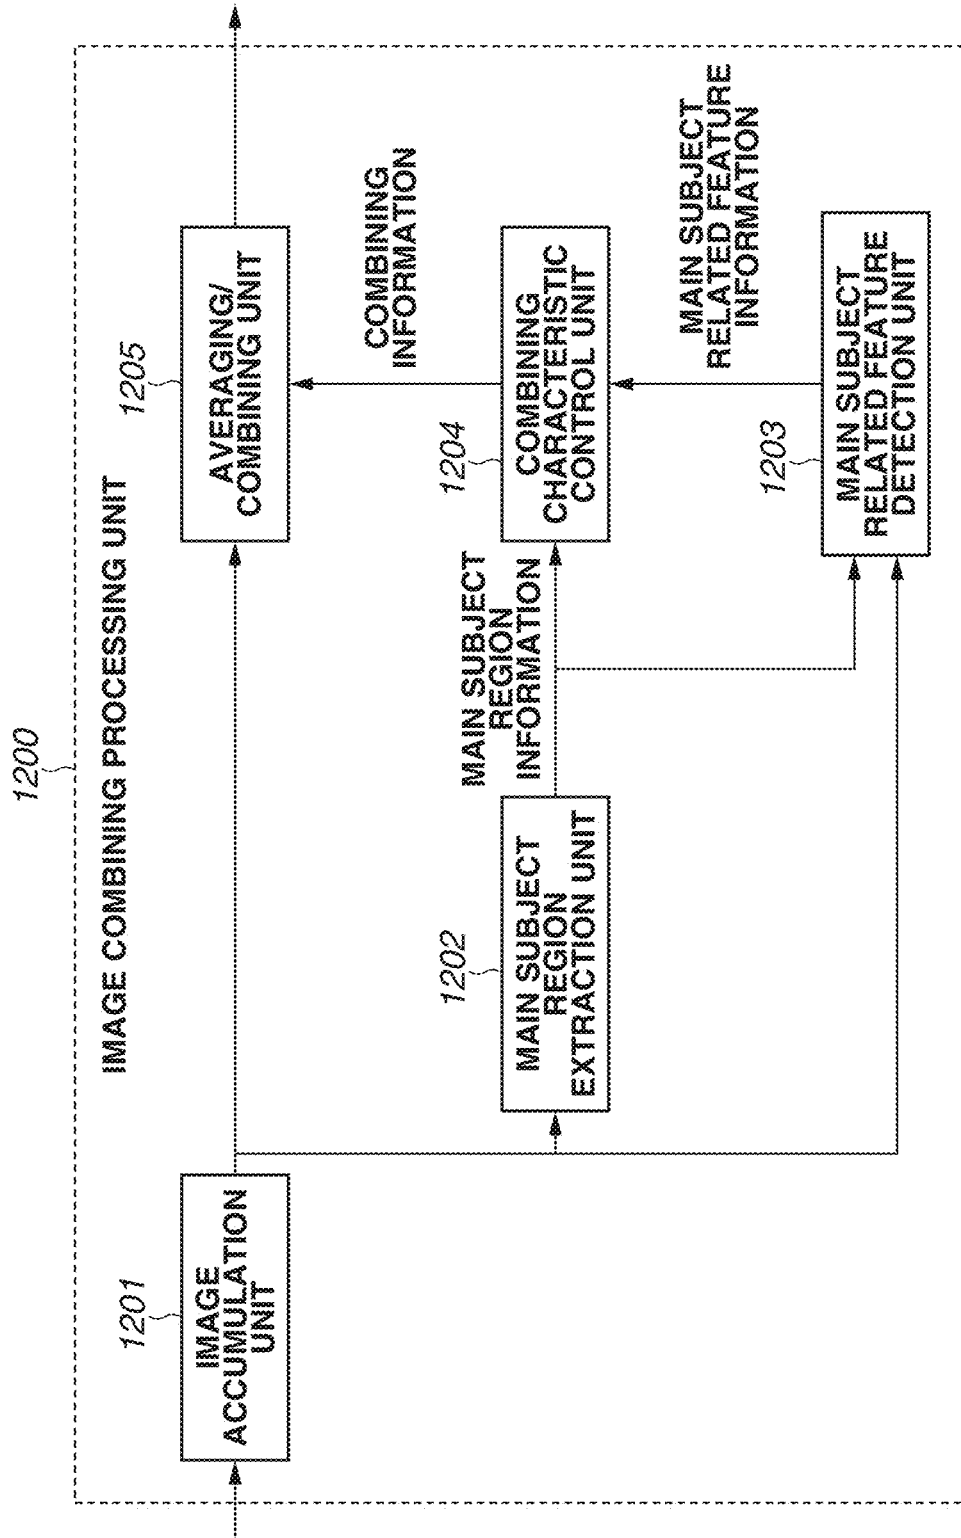 1200
IMAGE COMBINING PROCESSING UNIT
1201
IMAGE
ACCUMULATION
UNIT
1205
AVERAGING/
COMBINING UNIT
COMBINING
INFORMATION
1202
MAIN SUBJECT
REGION
EXTRACTION UNIT
MAIN SUBJECT
REGION
INFORMATION
1204
COMBINING
CHARACTERISTIC
CONTROL UNIT
MAIN SUBJECT
RELATED FEATURE
INFORMATION
1203
MAIN SUBJECT
RELATED FEATURE
DETECTION UNIT